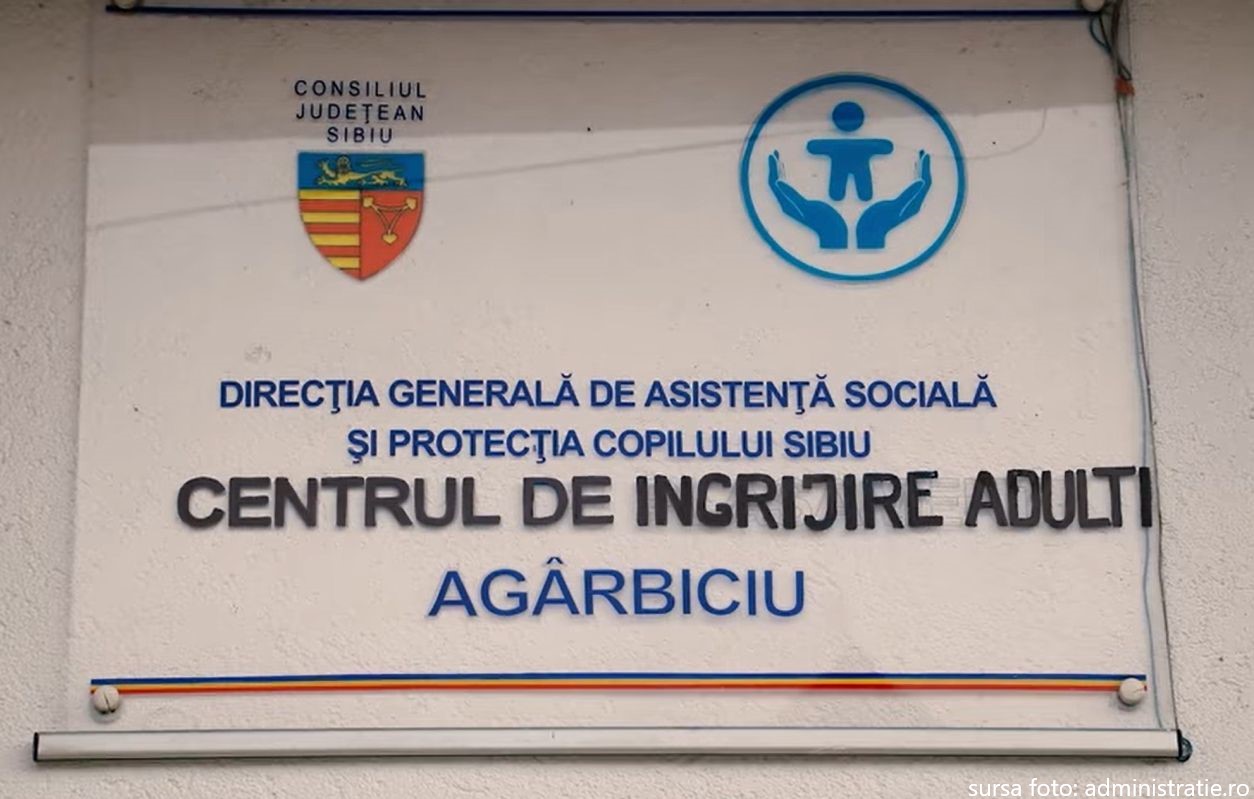 CONSILIUL
JUDEŢEAN
SIBIU
DIRECŢIA GENERALĂ DE ASISTENŢĂ SOCIALĂ
ŞI PROTECŢIA COPILULUI SIBIU
CENTRUL DE INGRIJIRE ADULTI
AGÂRBICIU
sursa foto: administratie.ro